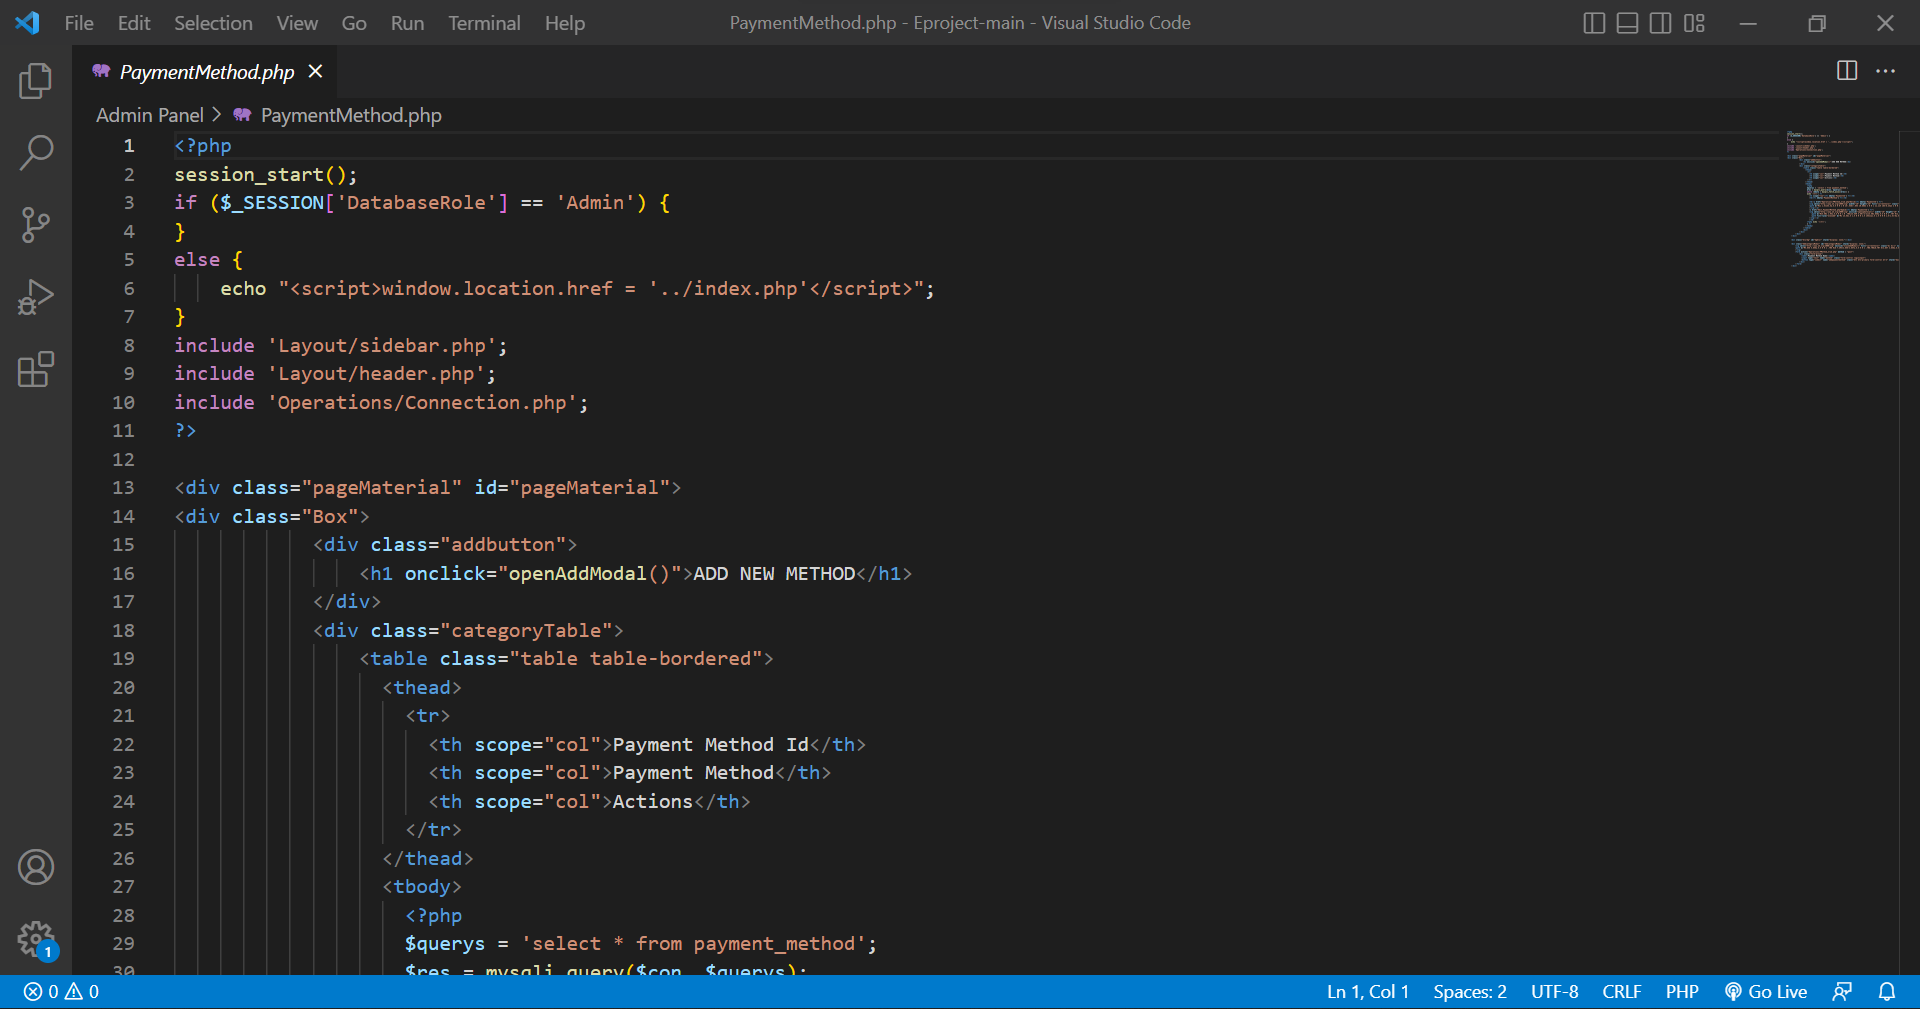 File Edit Selection View Go Run Terminal Help PaymentMethod.php - Eproject-main - Visual Studio Code
PaymentMethod.php
Admin Panel > PaymentMethod.php
1 <?php
2 session_start();
3 if ($_SESSION['DatabaseRole'] == 'Admin') {
4 }
5 else {
6 echo "<script>window.location.href = '../index.php'</script>";
7 }
8 include 'Layout/sidebar.php';
9 include 'Layout/header.php';
10 include 'Operations/Connection.php';
11 ?>
12
13 <div class="pageMaterial" id="pageMaterial">
14 <div class="Box">
15 <div class="addbutton">
16 <h1 onclick="openAddModal()">ADD NEW METHOD</h1>
17 </div>
18 <div class="categoryTable">
19 <table class="table table-bordered">
20 <thead>
21 <tr>
22 <th scope="col">Payment Method Id</th>
23 <th scope="col">Payment Method</th>
24 <th scope="col">Actions</th>
25 </tr>
26 </thead>
27 <tbody>
28 <?php
29 $querys = 'select * from payment_method';
30 $res = mysqli_query($con, $querys);
1
0 0 Ln 1, Col 1 Spaces: 2 UTF-8 CRLF PHP Go Live